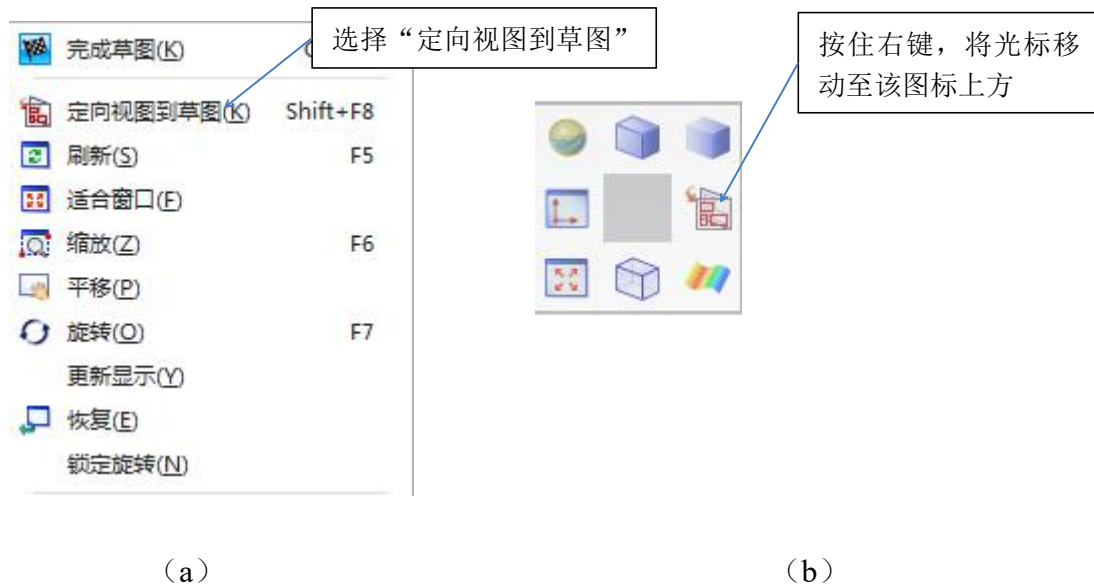 选择“定向视图到草图”
按住右键，将光标移
动至该图标上方
完成草图(K)
定向视图到草图(K) Shift+F8
刷新(S) F5
适合窗口(F)
缩放(Z) F6
平移(P)
旋转(O) F7
更新显示(Y)
恢复(E)
锁定旋转(N)
（a）
（b）